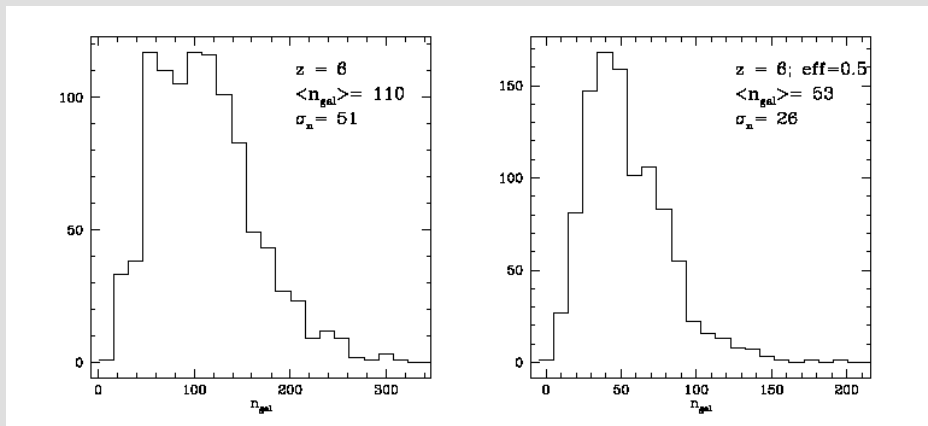 z = 6
<n_gal>= 110
σ_n= 51
100
50
0
0 100 200 300
n_gal
z = 6; eff=0.5
<n_gal>= 53
σ_n= 26
150
100
50
0
0 50 100 150 200
n_gal